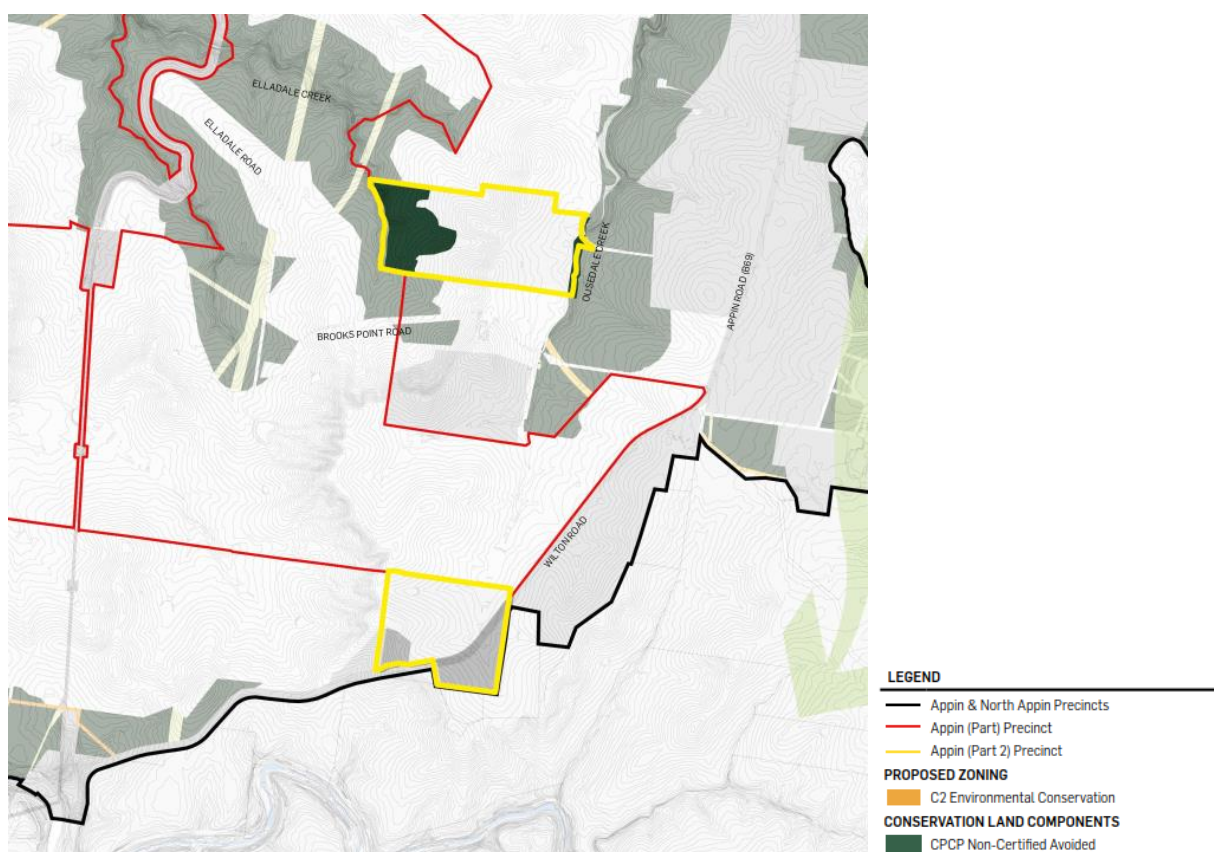 ELLADALE CREEK
ELLADALE ROAD
OUSEDALE CREEK
APPIN ROAD (B69)
BROOKS POINT ROAD
WILTON ROAD
LEGEND
Appin & North Appin Precincts
Appin (Part) Precinct
Appin (Part 2) Precinct
PROPOSED ZONING
C2 Environmental Conservation
CONSERVATION LAND COMPONENTS
CPCP Non-Certified Avoided